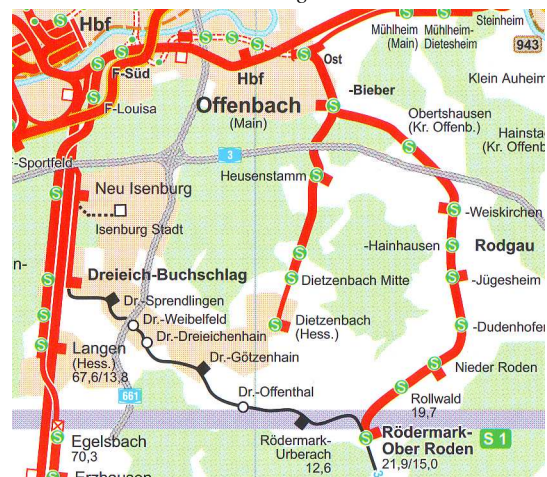 Hbf
Steinheim
Mühlheim
(Main)
Mühlheim-
Dietesheim
943
F-Süd
Ost
Hbf
Klein Auheim
F-Louisa
Offenbach
(Main)
-Bieber
Obertshausen
(Kr. Offenb.)
Hainsta
(Kr. Offenb
F-Sportfeld
3
Heusenstamm
Neu Isenburg
Isenburg Stadt
-Weiskirchen
-Hainhausen
Rodgau
n-
Dreieich-Buchschlag
Dietzenbach Mitte
-Jügesheim
Dr.-Sprendlingen
Dr.-Weibelfeld
Dr.-Dreieichenhain
Dietzenbach
(Hess.)
-Dudenhofen
Langen
(Hess.)
67,6/13,8
Dr.-Götzenhain
Nieder Roden
661
Dr.-Offenthal
Rollwald
19,7
Egelsbach
70,3
Rödermark-
Urberach
12,6
Rödermark-
Ober Roden
21,9/15,0
S 1
Erzhausen